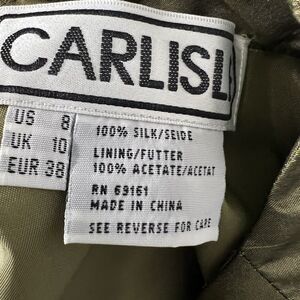 CARLISL
US 8
UK 10
EUR 38
100% SILK/SEIDE
LINING/FUTTER
100% ACETATE/ACETAT
RN 69161
MADE IN CHINA
SEE REVERSE FOR CARE